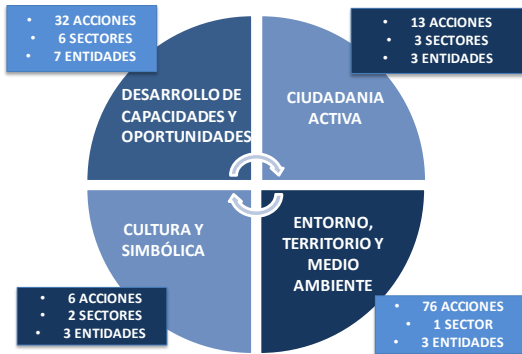 • 32 ACCIONES
• 6 SECTORES
• 7 ENTIDADES
• 13 ACCIONES
• 3 SECTORES
• 3 ENTIDADES
DESARROLLO DE
CAPACIDADES Y
OPORTUNIDADES
CIUDADANIA
ACTIVA
CULTURA Y
SIMBÓLICA
ENTORNO,
TERRITORIO Y
MEDIO
AMBIENTE
• 6 ACCIONES
• 2 SECTORES
• 3 ENTIDADES
• 76 ACCIONES
• 1 SECTOR
• 3 ENTIDADES